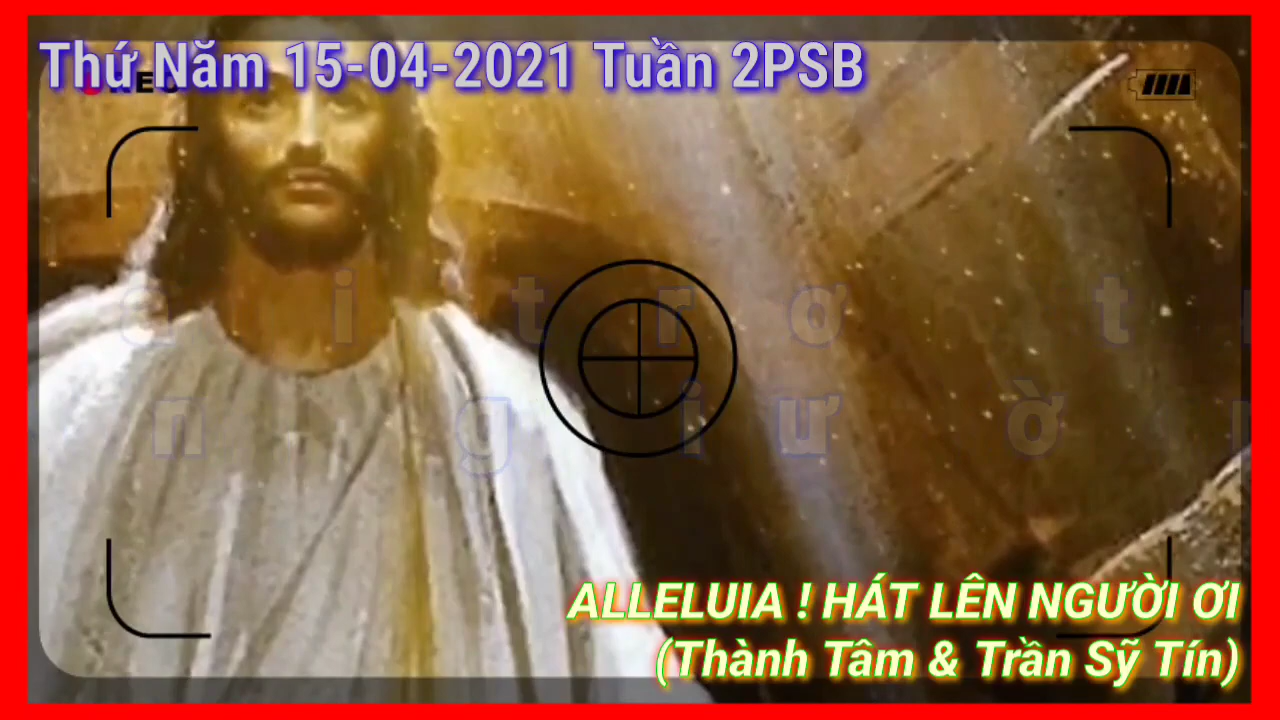 Thứ Năm 15-04-2021 Tuần 2PSB
a i t r ơ t
n g i ư ờ
ALLELUIA ! HÁT LÊN NGƯỜI ƠI
(Thành Tâm & Trần Sỹ Tín)